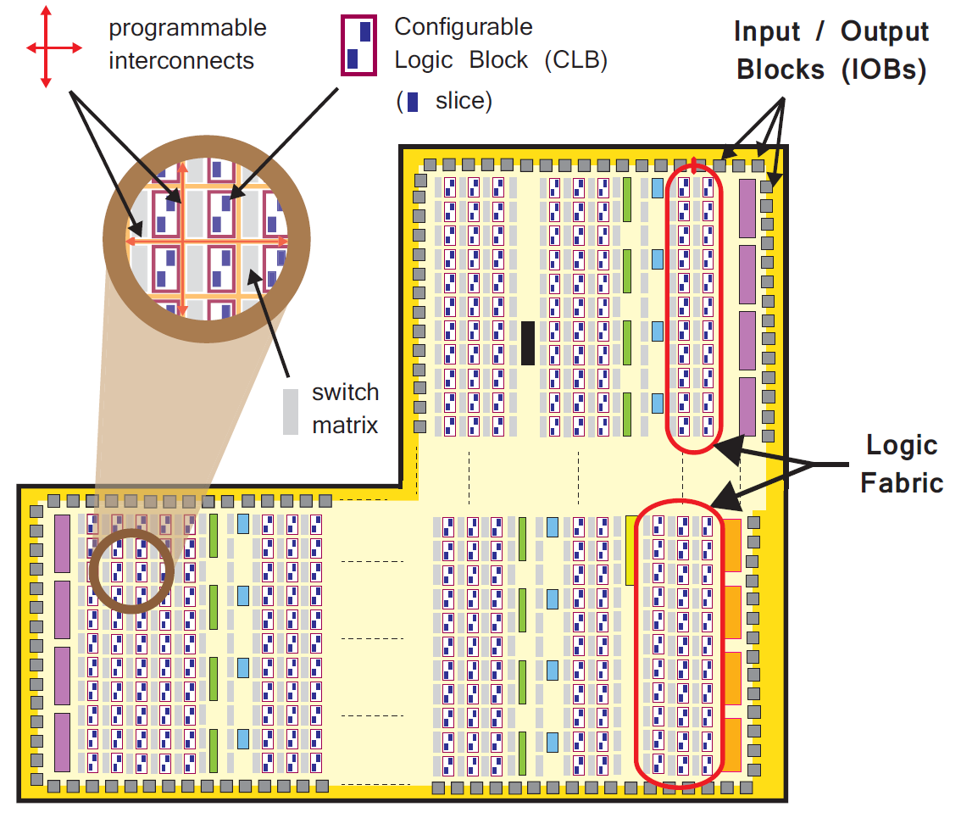 programmable
interconnects
Configurable
Logic Block (CLB)
( slice)
Input / Output
Blocks (IOBs)
switch
matrix
Logic
Fabric